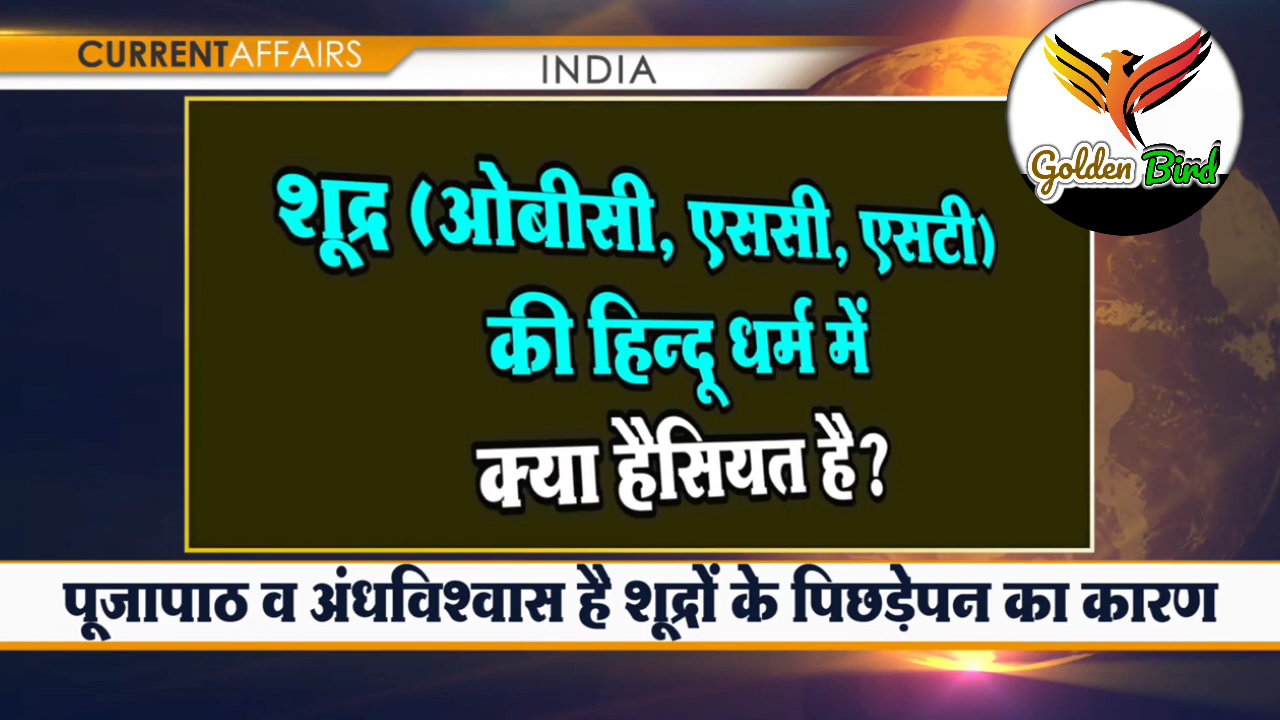 CURRENTAFFAIRS
INDIA
Golden Bird
शूद्र (ओबीसी, एससी, एसटी)
की हिन्दू धर्म में
क्या हैसियत है?
पूजापाठ व अंधविश्वास है शूद्रों के पिछड़ेपन का कारण